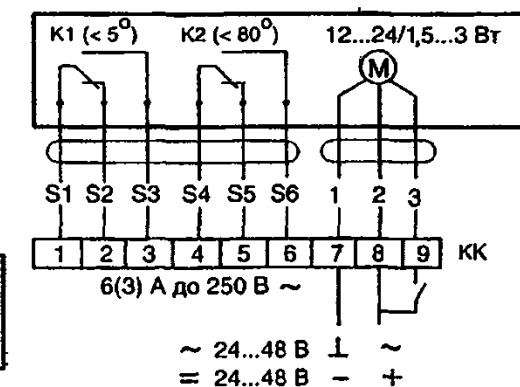 K1 (< 5°) K2 (< 80°) 12...24/1,5...3 Вт
M
S1 S2 S3 S4 S5 S6 1 2 3
1 2 3 4 5 6 7 8 9 КК
6(3) А до 250 В ~
~ 24...48 В ⊥ ~
= 24...48 В - +